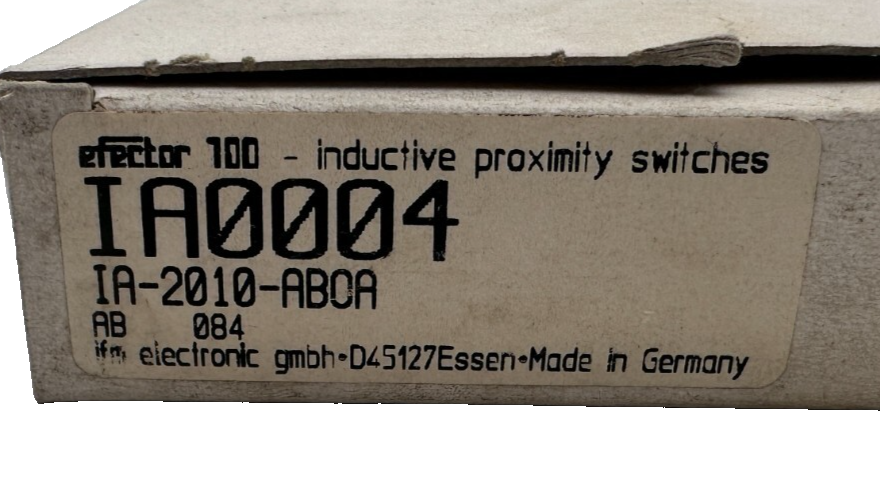 efector 100 - inductive proximity switches
IA0004
IA-2010-ABOA
AB 084
ifm electronic gmbh•D45127Essen•Made in Germany